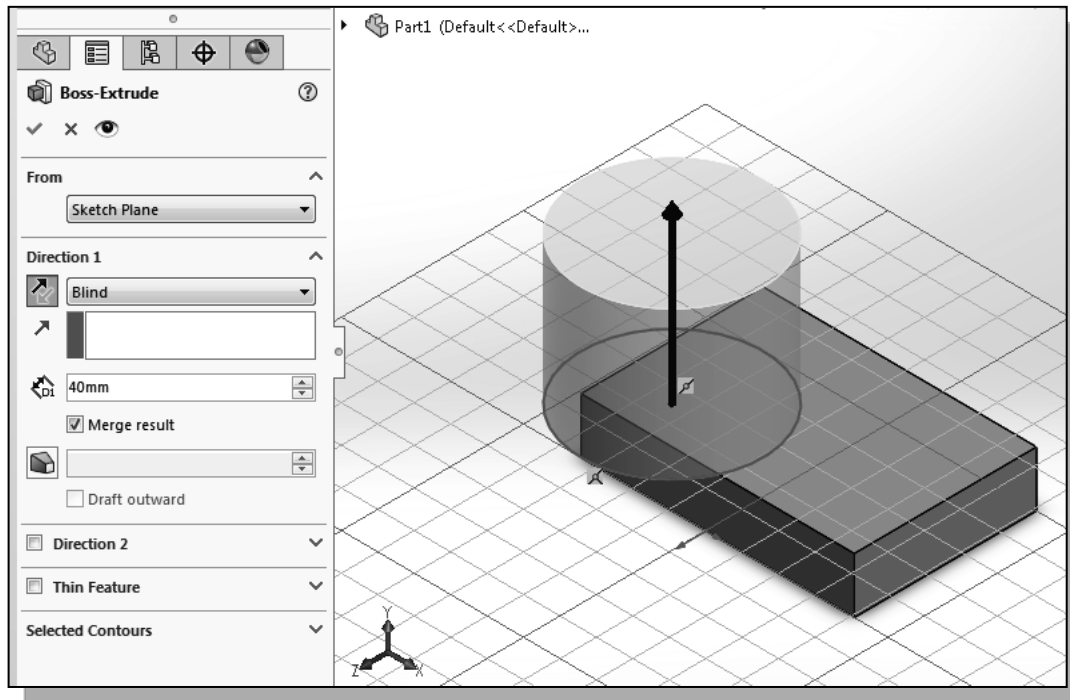 Part1 (Default<<Default>...
Boss-Extrude
?
From
Sketch Plane
Direction 1
Blind
D1
40mm
Merge result
Draft outward
Direction 2
Thin Feature
Selected Contours
Y
Z
X